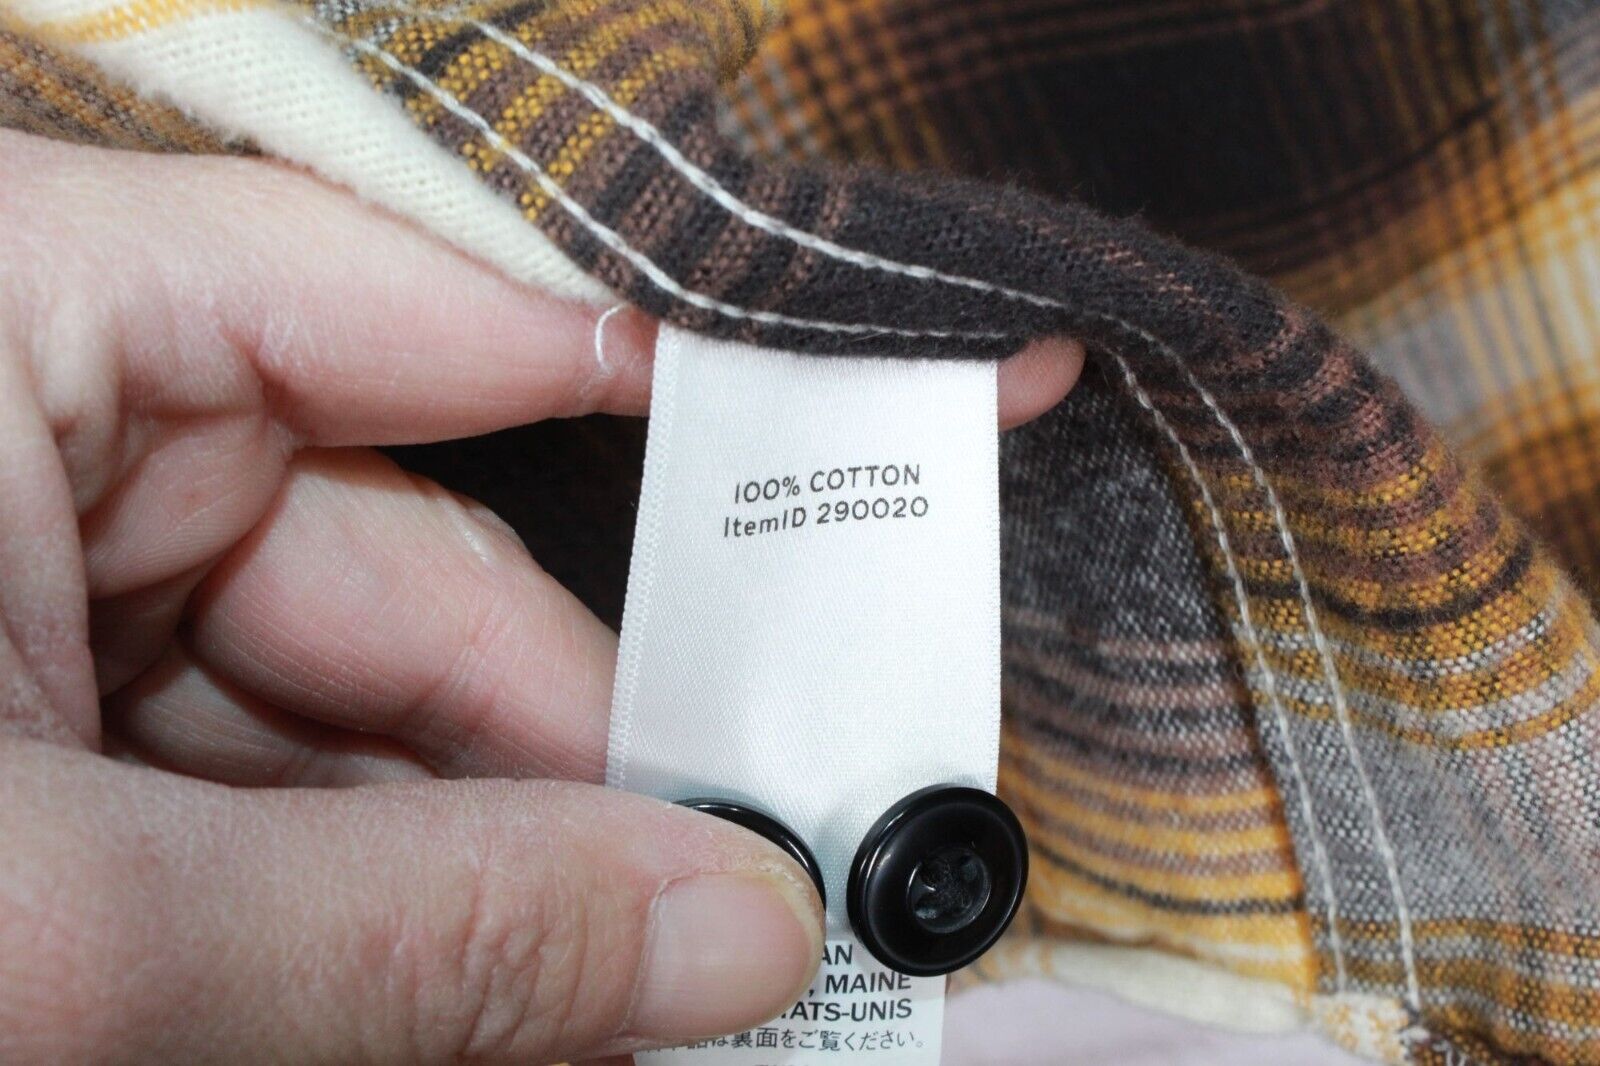 100% COTTON
ItemID 290020
AN
, MAINE
TATS-UNIS
は裏面をご覧ください。